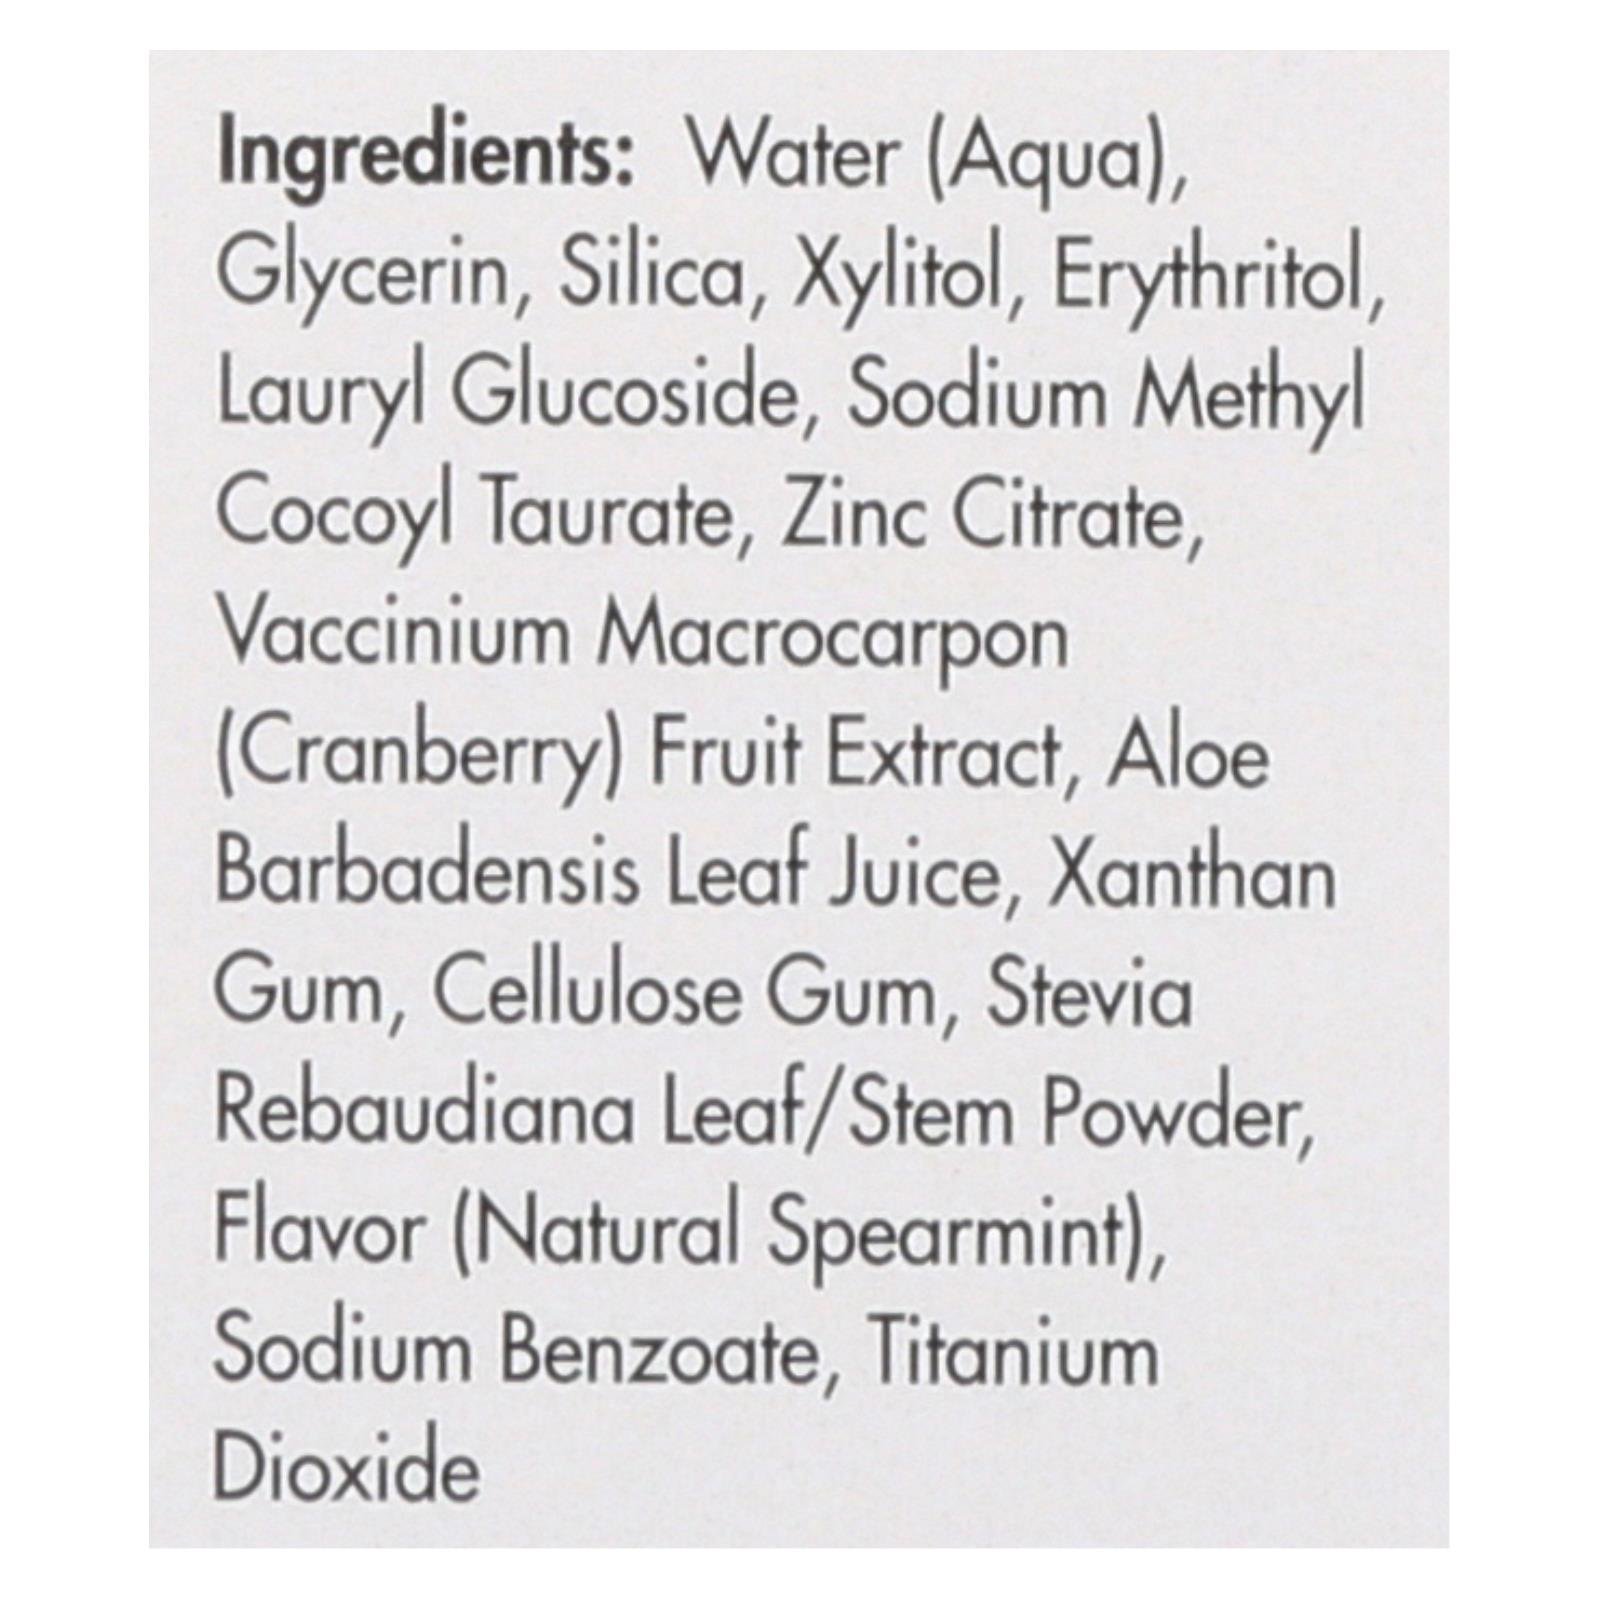 Ingredients: Water (Aqua),
Glycerin, Silica, Xylitol, Erythritol,
Lauryl Glucoside, Sodium Methyl
Cocoyl Taurate, Zinc Citrate,
Vaccinium Macrocarpon
(Cranberry) Fruit Extract, Aloe
Barbadensis Leaf Juice, Xanthan
Gum, Cellulose Gum, Stevia
Rebaudiana Leaf/Stem Powder,
Flavor (Natural Spearmint),
Sodium Benzoate, Titanium
Dioxide